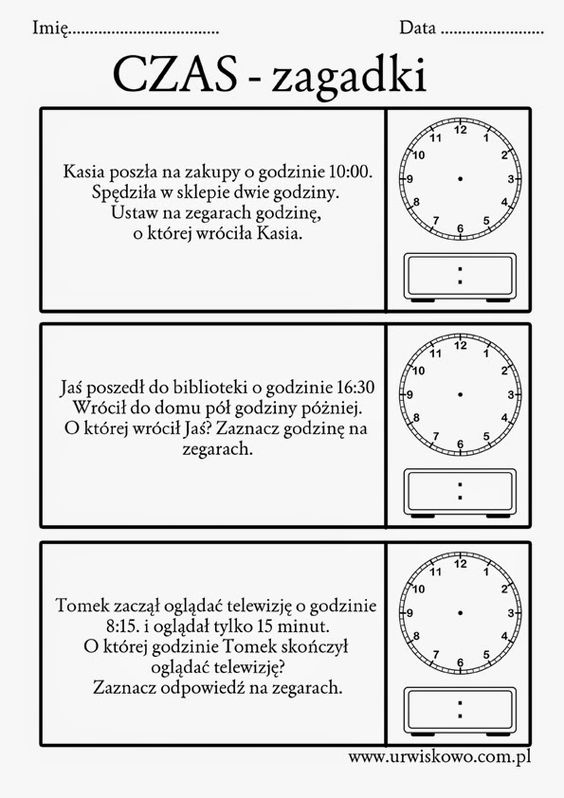 Imię................................. Data .........................
CZAS - zagadki
Kasia poszła na zakupy o godzinie 10:00.
Spędziła w sklepie dwie godziny.
Ustaw na zegarach godzinę,
o której wróciła Kasia.
12
11 1
10 2
9 3
8 4
7 5
6
:
Jaś poszedł do biblioteki o godzinie 16:30
Wrócił do domu pół godziny póżniej.
O której wrócił Jaś? Zaznacz godzinę na
zegarach.
12
11 1
10 2
9 3
8 4
7 5
6
:
Tomek zaczął oglądać telewizję o godzinie
8:15. i oglądał tylko 15 minut.
O której godzinie Tomek skończył
oglądać telewizję?
Zaznacz odpowiedź na zegarach.
12
11 1
10 2
9 3
8 4
7 5
6
:
www.urwiskowo.com.pl